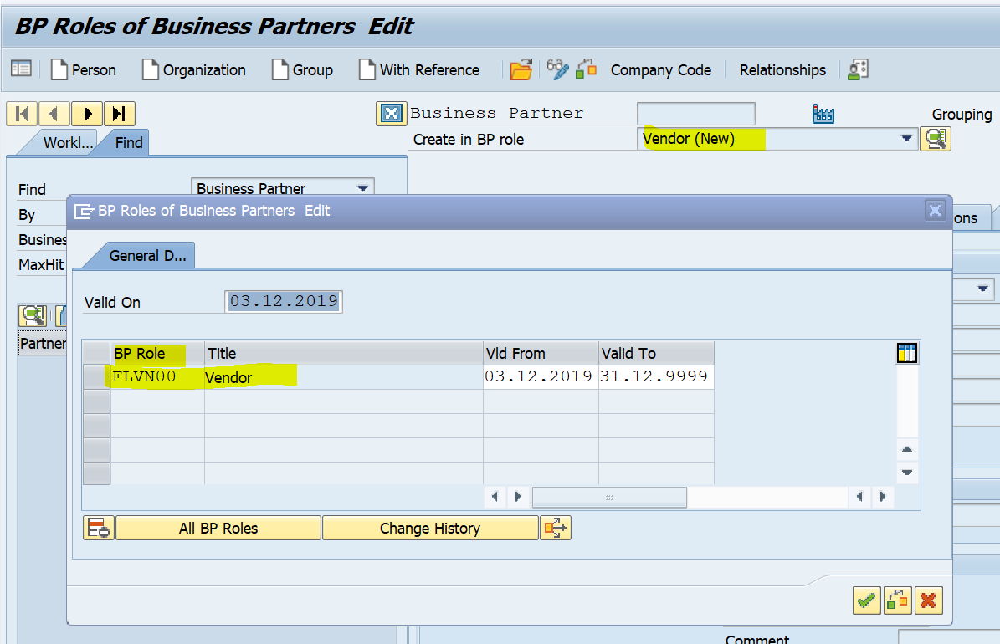 BP Roles of Business Partners Edit
Person Organization Group With Reference Company Code Relationships
Business Partner Grouping
Create in BP role Vendor (New)
Workl... Find
Find Business Partner
By
Busines
MaxHit
Partner
BP Roles of Business Partners Edit
ons
General D...
Valid On 03.12.2019
BP Role Title Vld From Valid To
FLVN00 Vendor 03.12.2019 31.12.9999
All BP Roles Change History
Comment